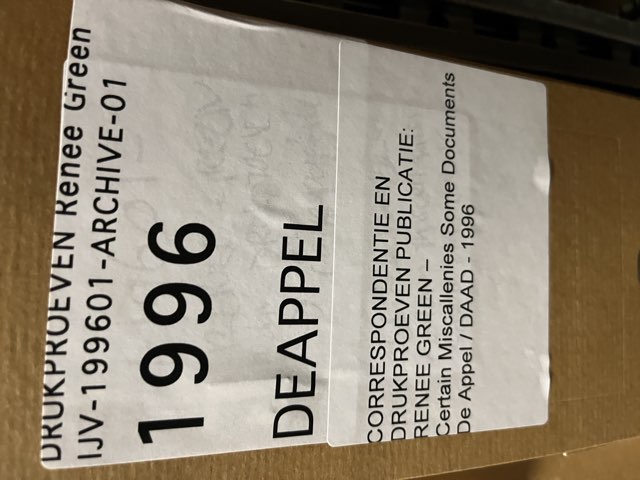 DRUKPROEVEN Renee Green
IJV-199601-ARCHIVE-01
1996
DEAPPEL
CORRESPONDENTIE EN
DRUKPROEVEN PUBLICATIE:
RENEE GREEN –
Certain Miscallenies Some Documents
De Appel / DAAD - 1996